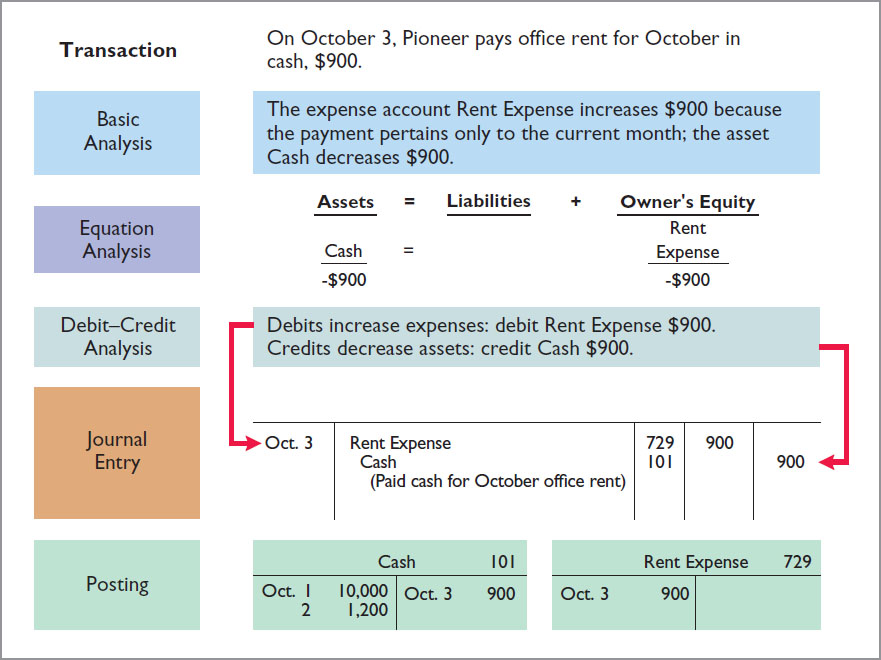 Transaction
On October 3, Pioneer pays office rent for October in
cash, $900.
Basic
Analysis
The expense account Rent Expense increases $900 because
the payment pertains only to the current month; the asset
Cash decreases $900.
Equation
Analysis
Assets = Liabilities + Owner's Equity
Rent
Cash = Expense
-$900 -$900
Debit–Credit
Analysis
Debits increase expenses: debit Rent Expense $900.
Credits decrease assets: credit Cash $900.
Journal
Entry
Oct. 3 Rent Expense 729 900
Cash 101 900
(Paid cash for October office rent)
Posting
Cash 101
Oct. 1 10,000 Oct. 3 900
2 1,200
Rent Expense 729
Oct. 3 900